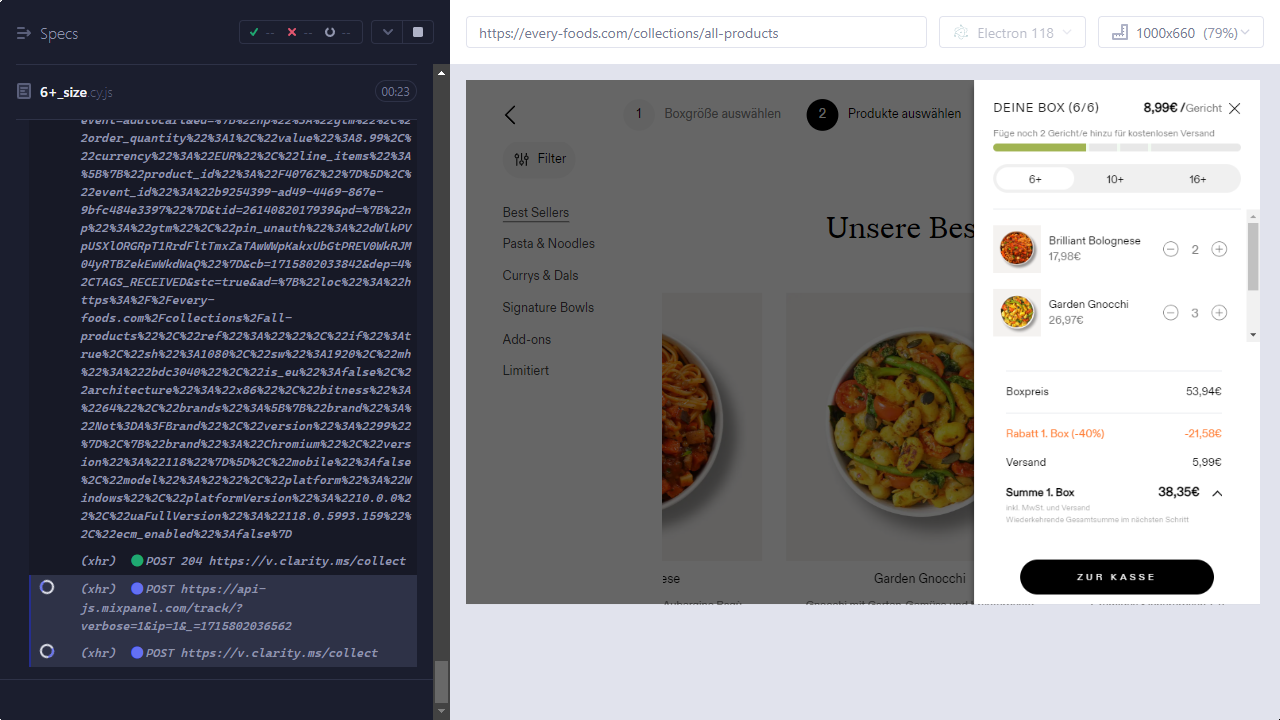 Specs
--
--
--
6+_size.cy.js
00:23
22order_quantity%22%3A1%2C%22value%22%3A8.99%2C%
22currency%22%3A%22EUR%22%2C%22line_items%22%3A
%5B%7B%22product_id%22%3A%22F4076Z%22%7D%5D%2C%
22event_id%22%3A%22b9254399-ad49-4469-867e-
9bfc484e3397%22%7D&tid=2614082017939&pd=%7B%22n
p%22%3A%22gtm%22%2C%22pin_unauth%22%3A%22dWlkPV
04yRTBZekEwWkdWaQ%22%7D&cb=1715802033842&dep=4%
2CTAGS_RECEIVED&stc=true&ad=%7B%22loc%22%3A%22h
ttps%3A%2F%2Fevery-
foods.com%2Fcollections%2Fall-
products%22%2C%22ref%22%3A%22%22%2C%22if%22%3At
rue%2C%22sh%22%3A1080%2C%22sw%22%3A1920%2C%22mh
%22%3A%22bdc3040%22%2C%22is_eu%22%3Afalse%2C%22
architecture%22%3A%22x86%22%2C%22bitness%22%3A
%2264%22%2C%22brands%22%3A%5B%7B%22brand%22%3A%
22Not%3DA%3FBrand%22%2C%22version%22%3A%2299%22
%7D%2C%7B%22brand%22%3A%22Chromium%22%2C%22vers
ion%22%3A%22118%22%7D%5D%2C%22mobile%22%3Afalse
%2C%22model%22%3A%22%22%2C%22platform%22%3A%22W
indows%22%2C%22platformVersion%22%3A%2210.0.0%2
2%2C%22uaFullVersion%22%3A%22118.0.5993.159%22%
2C%22ecm_enabled%22%3Afalse%7D
(xhr) POST 204 https://v.clarity.ms/collect
(xhr) POST https://api-
js.mixpanel.com/track/?
verbose=1&ip=1&_=1715802036562
(xhr) POST https://v.clarity.ms/collect
https://every-foods.com/collections/all-products
Electron 118
1000x660 (79%)
1 Boxgröße auswählen
2 Produkte auswählen
Filter
Best Sellers
Pasta & Noodles
Currys & Dals
Signature Bowls
Add-ons
Limitiert
Unsere Bes
ese
Garden Gnocchi
DEINE BOX (6/6)
8,99€ /Gericht
Füge noch 2 Gericht/e hinzu für kostenlosen Versand
6+
10+
16+
Brilliant Bolognese
17,98€
2
Garden Gnocchi
26,97€
3
Boxpreis
53,94€
Rabatt 1. Box (-40%)
-21,58€
Versand
5,99€
Summe 1. Box
38,35€
inkl. MwSt. und Versand
Wiederkehrende Gesamtsumme im nächsten Schritt
ZUR KASSE